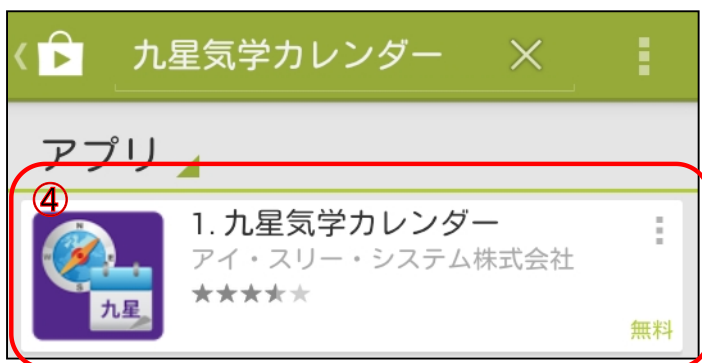 九星気学カレンダー
アプリ
④
1. 九星気学カレンダー
アイ・スリー・システム株式会社
九星
無料